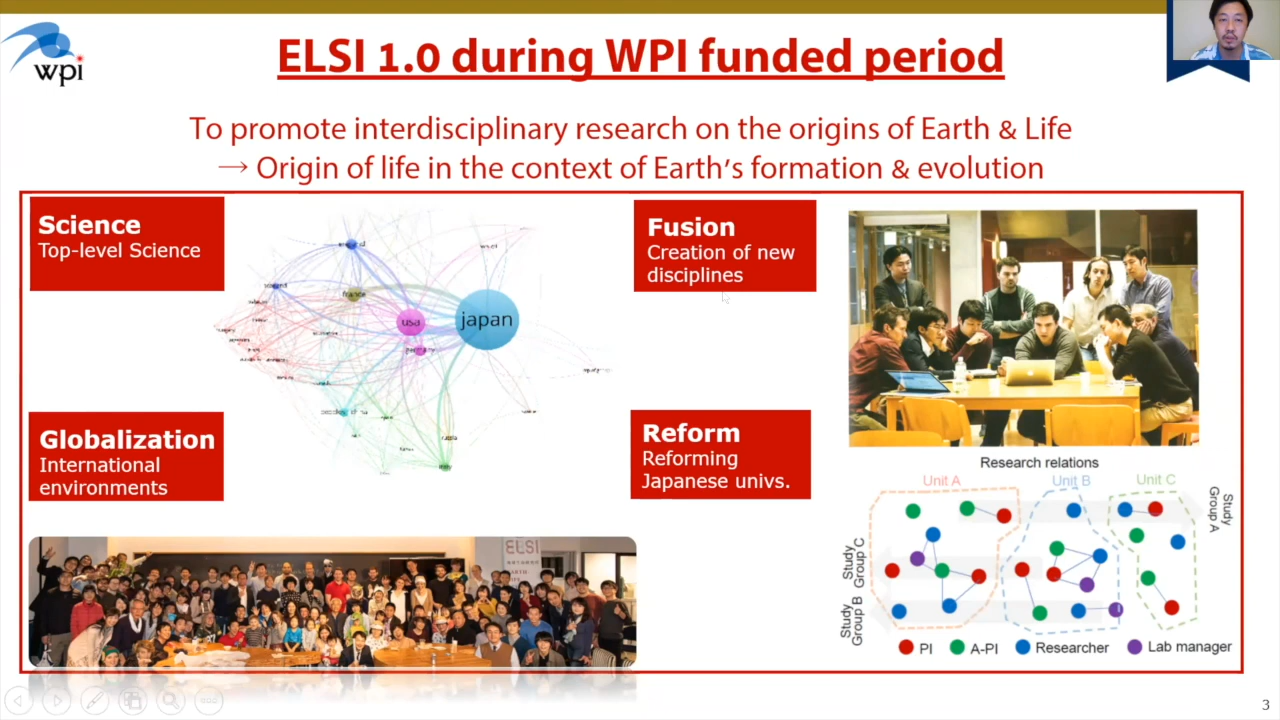 wpi
ELSI 1.0 during WPI funded period
To promote interdisciplinary research on the origins of Earth & Life
→ Origin of life in the context of Earth's formation & evolution
Science
Top-level Science
france
usa
japan
Fusion
Creation of new
disciplines
Globalization
International
environments
Reform
Reforming
Japanese univs.
ELSI
Research relations
Unit A
Unit B
Unit C
Study
Group A
Study
Group C
Study
Group B
PI
A-PI
Researcher
Lab manager
3